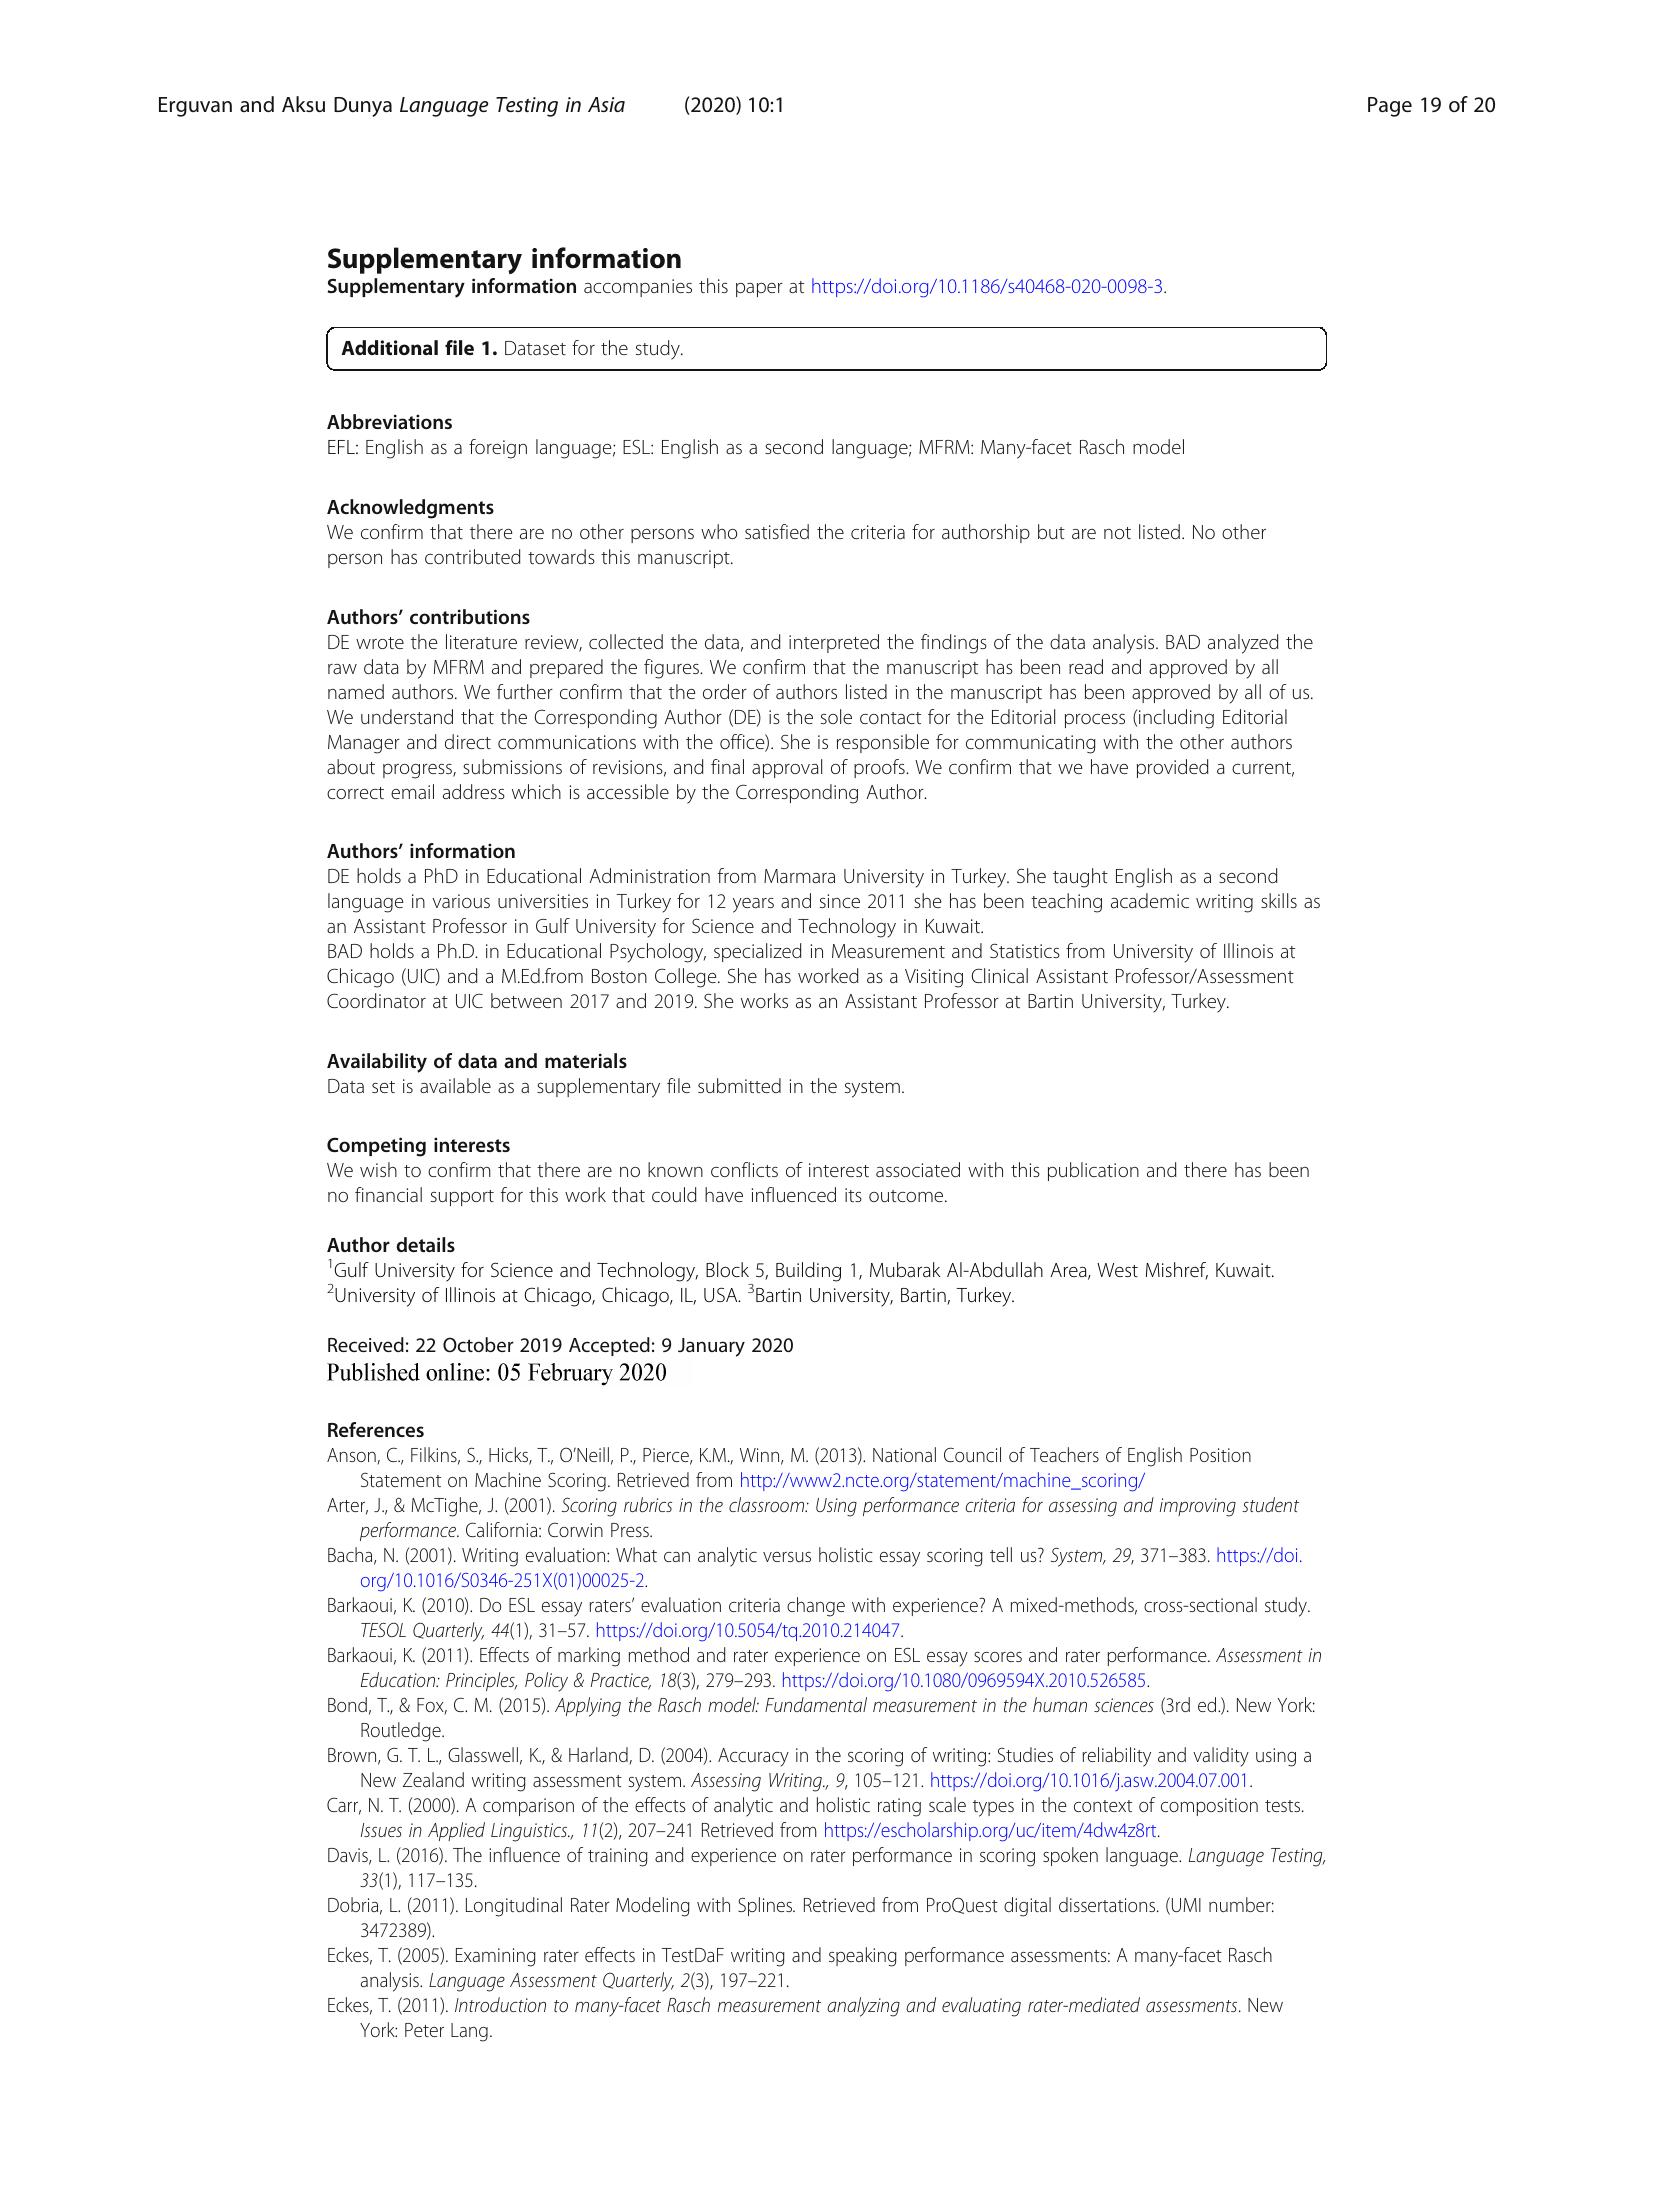 Erguvan and Aksu Dunya Language Testing in Asia (2020) 10:1 Page 19 of 20
Supplementary information
Supplementary information accompanies this paper at https://doi.org/10.1186/s40468-020-0098-3.
Additional file 1. Dataset for the study.
Abbreviations
EFL: English as a foreign language; ESL: English as a second language; MFRM: Many-facet Rasch model
Acknowledgments
We confirm that there are no other persons who satisfied the criteria for authorship but are not listed. No other
person has contributed towards this manuscript.
Authors’ contributions
DE wrote the literature review, collected the data, and interpreted the findings of the data analysis. BAD analyzed the
raw data by MFRM and prepared the figures. We confirm that the manuscript has been read and approved by all
named authors. We further confirm that the order of authors listed in the manuscript has been approved by all of us.
We understand that the Corresponding Author (DE) is the sole contact for the Editorial process (including Editorial
Manager and direct communications with the office). She is responsible for communicating with the other authors
about progress, submissions of revisions, and final approval of proofs. We confirm that we have provided a current,
correct email address which is accessible by the Corresponding Author.
Authors’ information
DE holds a PhD in Educational Administration from Marmara University in Turkey. She taught English as a second
language in various universities in Turkey for 12 years and since 2011 she has been teaching academic writing skills as
an Assistant Professor in Gulf University for Science and Technology in Kuwait.
BAD holds a Ph.D. in Educational Psychology, specialized in Measurement and Statistics from University of Illinois at
Chicago (UIC) and a M.Ed.from Boston College. She has worked as a Visiting Clinical Assistant Professor/Assessment
Coordinator at UIC between 2017 and 2019. She works as an Assistant Professor at Bartin University, Turkey.
Availability of data and materials
Data set is available as a supplementary file submitted in the system.
Competing interests
We wish to confirm that there are no known conflicts of interest associated with this publication and there has been
no financial support for this work that could have influenced its outcome.
Author details
1Gulf University for Science and Technology, Block 5, Building 1, Mubarak Al-Abdullah Area, West Mishref, Kuwait.
2University of Illinois at Chicago, Chicago, IL, USA. 3Bartin University, Bartin, Turkey.
Received: 22 October 2019 Accepted: 9 January 2020
Published online: 05 February 2020
References
Anson, C., Filkins, S., Hicks, T., O’Neill, P., Pierce, K.M., Winn, M. (2013). National Council of Teachers of English Position
Statement on Machine Scoring. Retrieved from http://www2.ncte.org/statement/machine_scoring/
Arter, J., & McTighe, J. (2001). Scoring rubrics in the classroom: Using performance criteria for assessing and improving student
performance. California: Corwin Press.
Bacha, N. (2001). Writing evaluation: What can analytic versus holistic essay scoring tell us? System, 29, 371–383. https://doi.
org/10.1016/S0346-251X(01)00025-2.
Barkaoui, K. (2010). Do ESL essay raters’ evaluation criteria change with experience? A mixed-methods, cross-sectional study.
TESOL Quarterly, 44(1), 31–57. https://doi.org/10.5054/tq.2010.214047.
Barkaoui, K. (2011). Effects of marking method and rater experience on ESL essay scores and rater performance. Assessment in
Education: Principles, Policy & Practice, 18(3), 279–293. https://doi.org/10.1080/0969594X.2010.526585.
Bond, T., & Fox, C. M. (2015). Applying the Rasch model: Fundamental measurement in the human sciences (3rd ed.). New York:
Routledge.
Brown, G. T. L., Glasswell, K., & Harland, D. (2004). Accuracy in the scoring of writing: Studies of reliability and validity using a
New Zealand writing assessment system. Assessing Writing., 9, 105–121. https://doi.org/10.1016/j.asw.2004.07.001.
Carr, N. T. (2000). A comparison of the effects of analytic and holistic rating scale types in the context of composition tests.
Issues in Applied Linguistics., 11(2), 207–241 Retrieved from https://escholarship.org/uc/item/4dw4z8rt.
Davis, L. (2016). The influence of training and experience on rater performance in scoring spoken language. Language Testing,
33(1), 117–135.
Dobria, L. (2011). Longitudinal Rater Modeling with Splines. Retrieved from ProQuest digital dissertations. (UMI number:
3472389).
Eckes, T. (2005). Examining rater effects in TestDaF writing and speaking performance assessments: A many-facet Rasch
analysis. Language Assessment Quarterly, 2(3), 197–221.
Eckes, T. (2011). Introduction to many-facet Rasch measurement analyzing and evaluating rater-mediated assessments. New
York: Peter Lang.